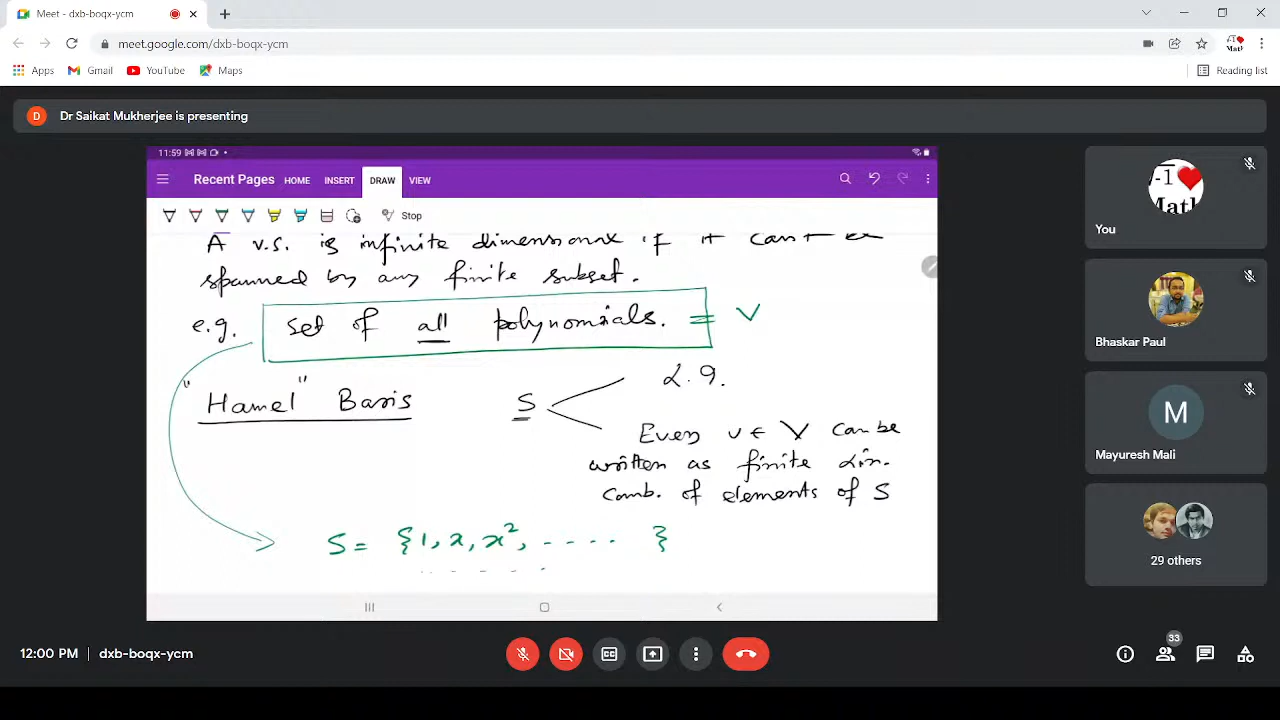 Meet - dxb-boqx-ycm
meet.google.com/dxb-boqx-ycm
Apps Gmail YouTube Maps Reading list
D Dr Saikat Mukherjee is presenting
11:59
Recent Pages HOME INSERT DRAW VIEW
Stop
A v.s. is infinite dimensional if it can't be
spanned by any finite subset.
e.g. set of all polynomials. = V
"Hamel" Basis S L.I.
Every v ∈ V can be
written as finite lin.
comb. of elements of S
S = {1, x, x², ..... }
√-1
Math
You
Bhaskar Paul
M
Mayuresh Mali
29 others
12:00 PM | dxb-boqx-ycm
33